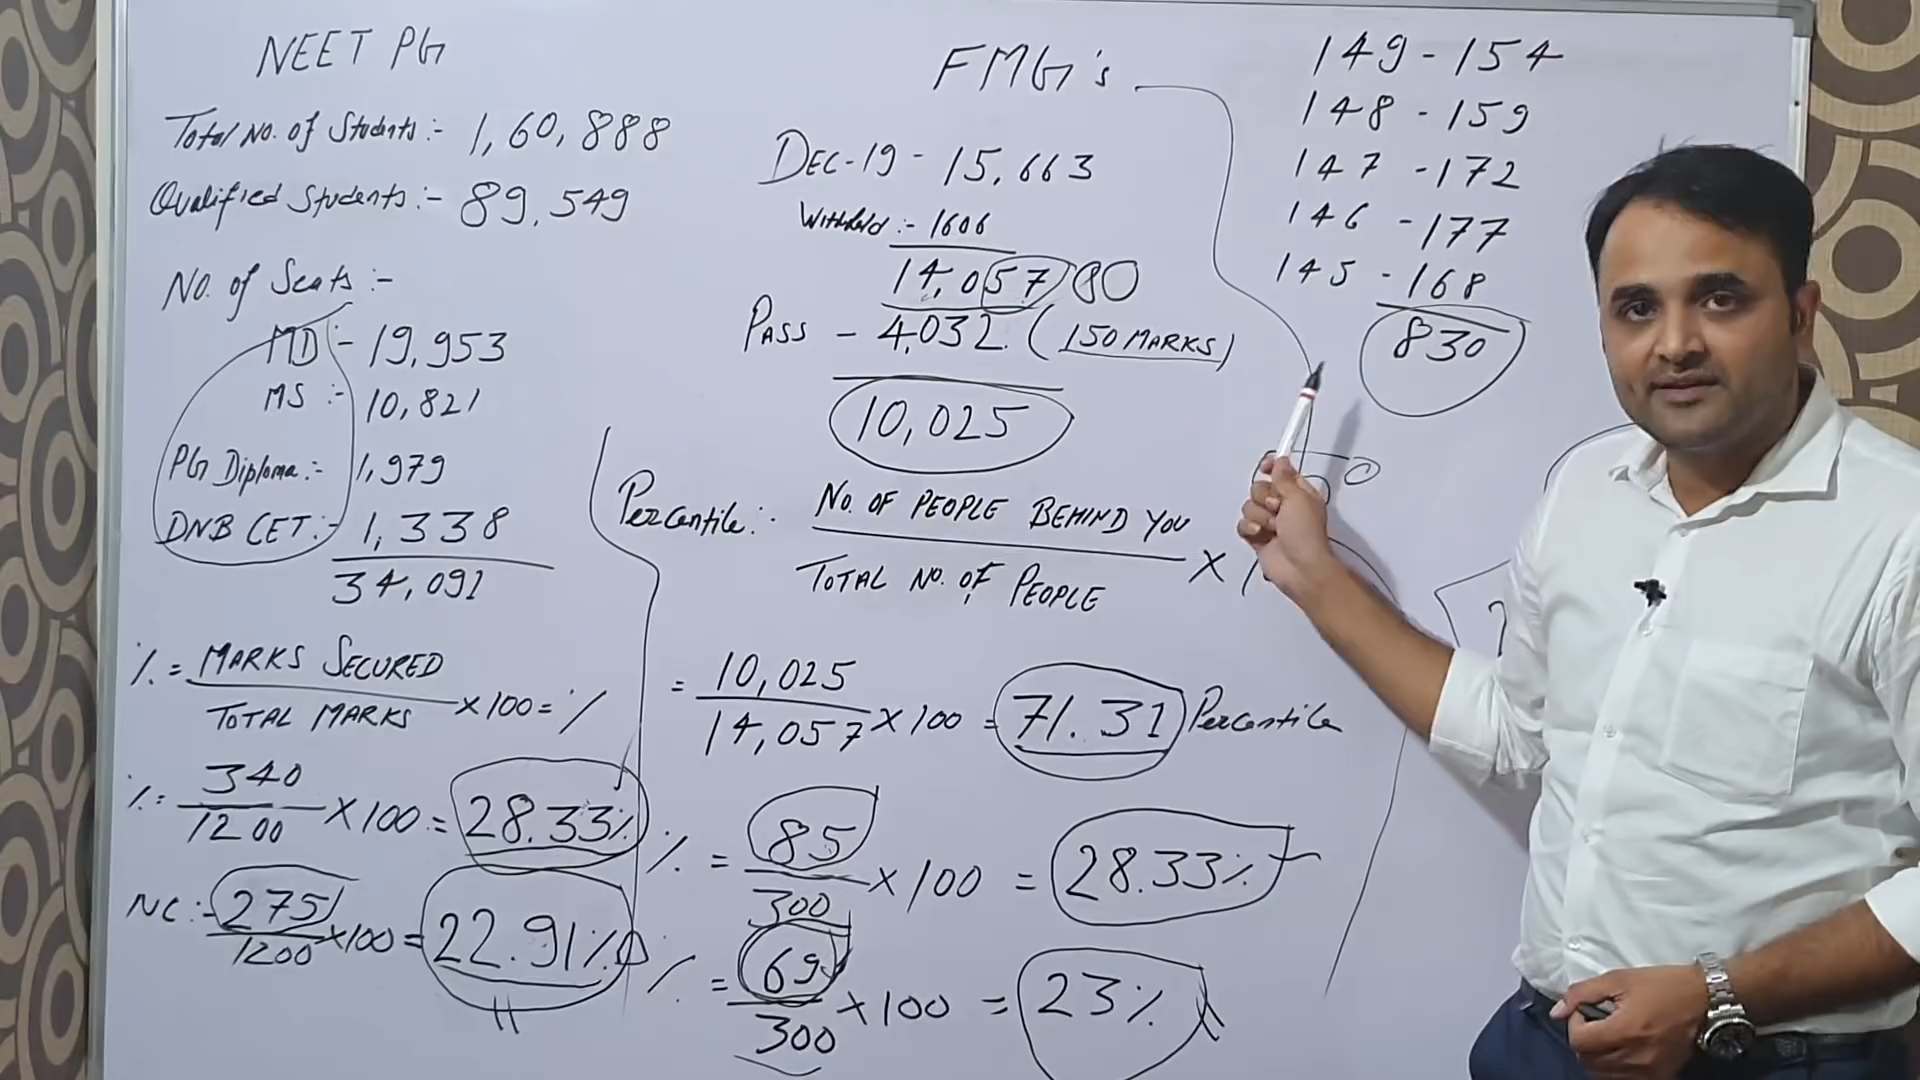 NEET PG
Total No. of Students :- 1,60,888
Qualified Students :- 89,549
No. of Seats :-
MD :- 19,953
MS :- 10,821
PG Diploma :- 1,979
DNB CET :- 1,338
34,091
% = MARKS SECURED
TOTAL MARKS
×100 = %
% = 340
1200
×100 = 28.33%
NC :- 275
1200
×100 = 22.91%
FMG's
DEC-19 - 15,663
Withheld :- 1606
14,057
PASS - 4,032 (150 MARKS)
10,025
Percentile :- NO. OF PEOPLE BEHIND YOU
TOTAL NO. OF PEOPLE
×
= 10,025
14,057
×100 = 71.31 Percentile
% = 85
300
×100 = 28.33%
% = 69
300
×100 = 23%
149 - 154
148 - 159
147 - 172
146 - 177
145 - 168
830